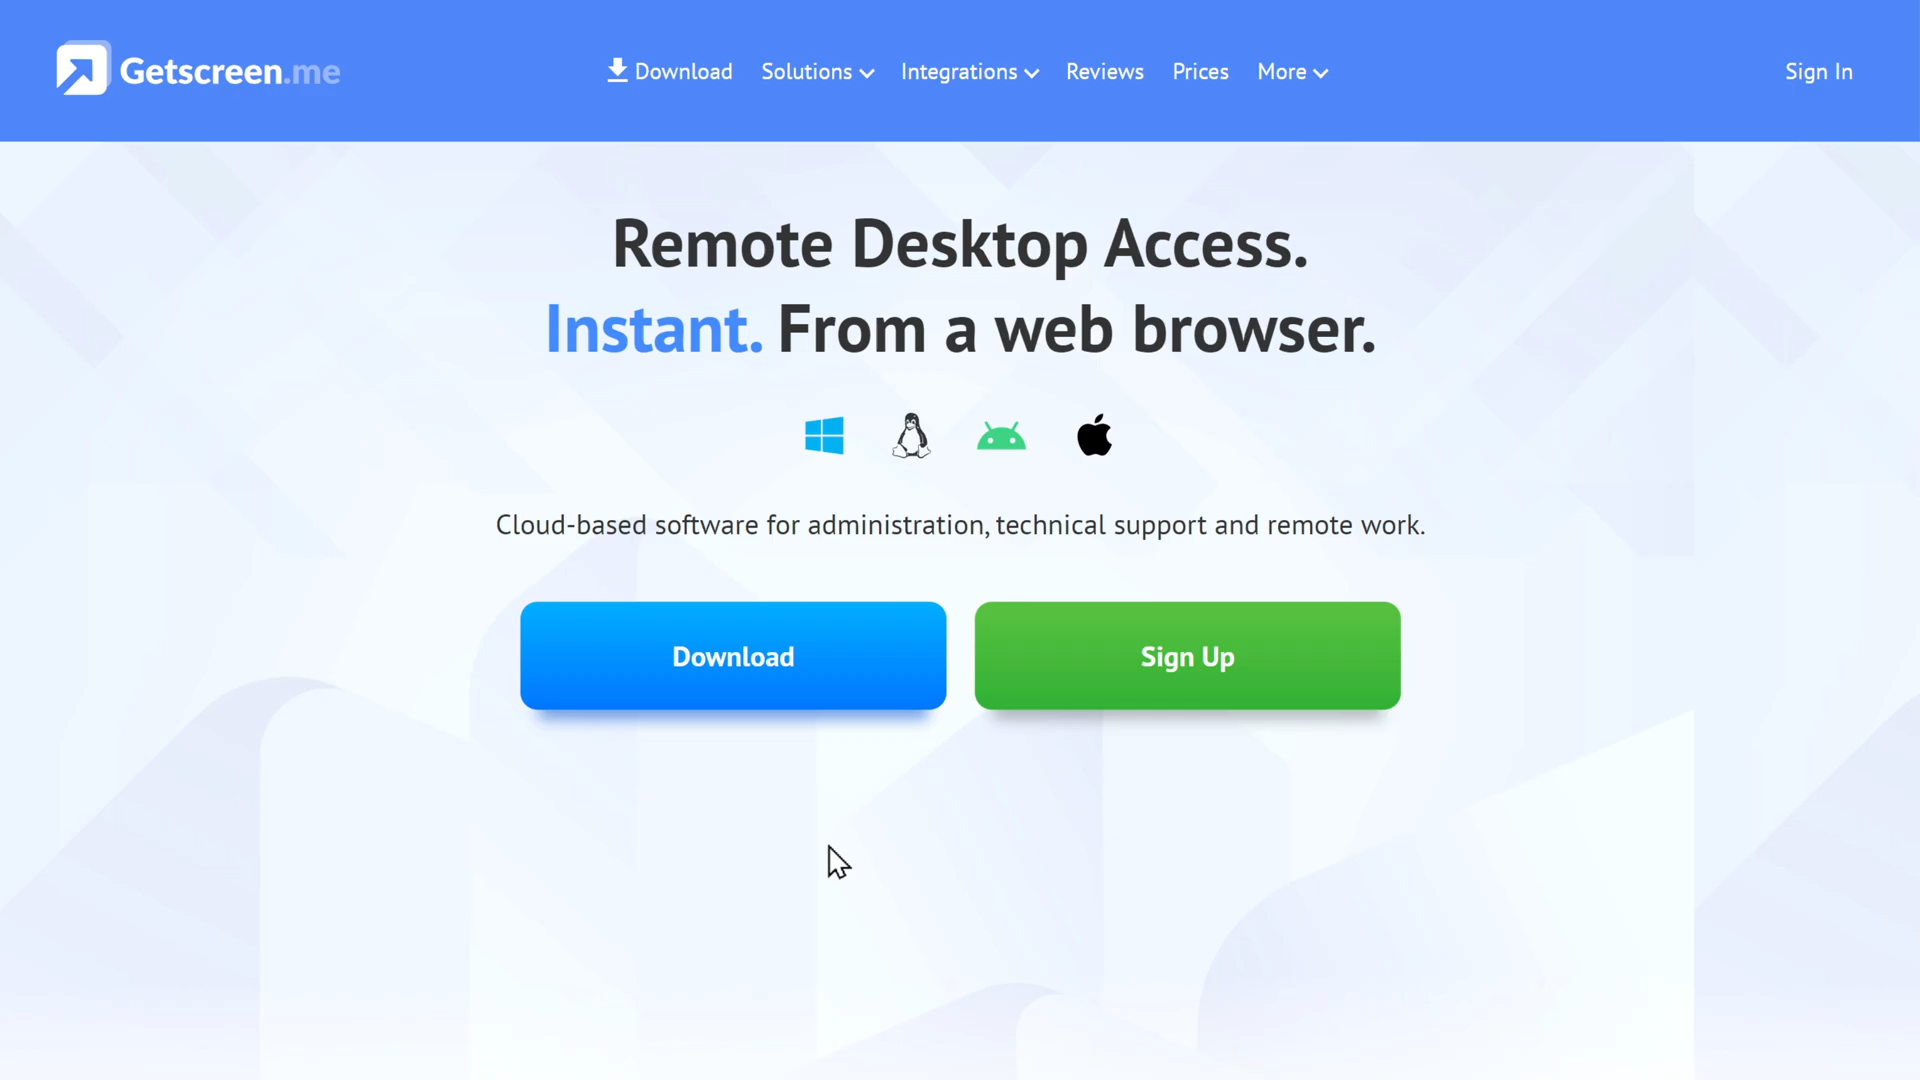 Getscreen.me
Download
Solutions
Integrations
Reviews
Prices
More
Sign In
Remote Desktop Access.
Instant. From a web browser.
Cloud-based software for administration, technical support and remote work.
Download
Sign Up